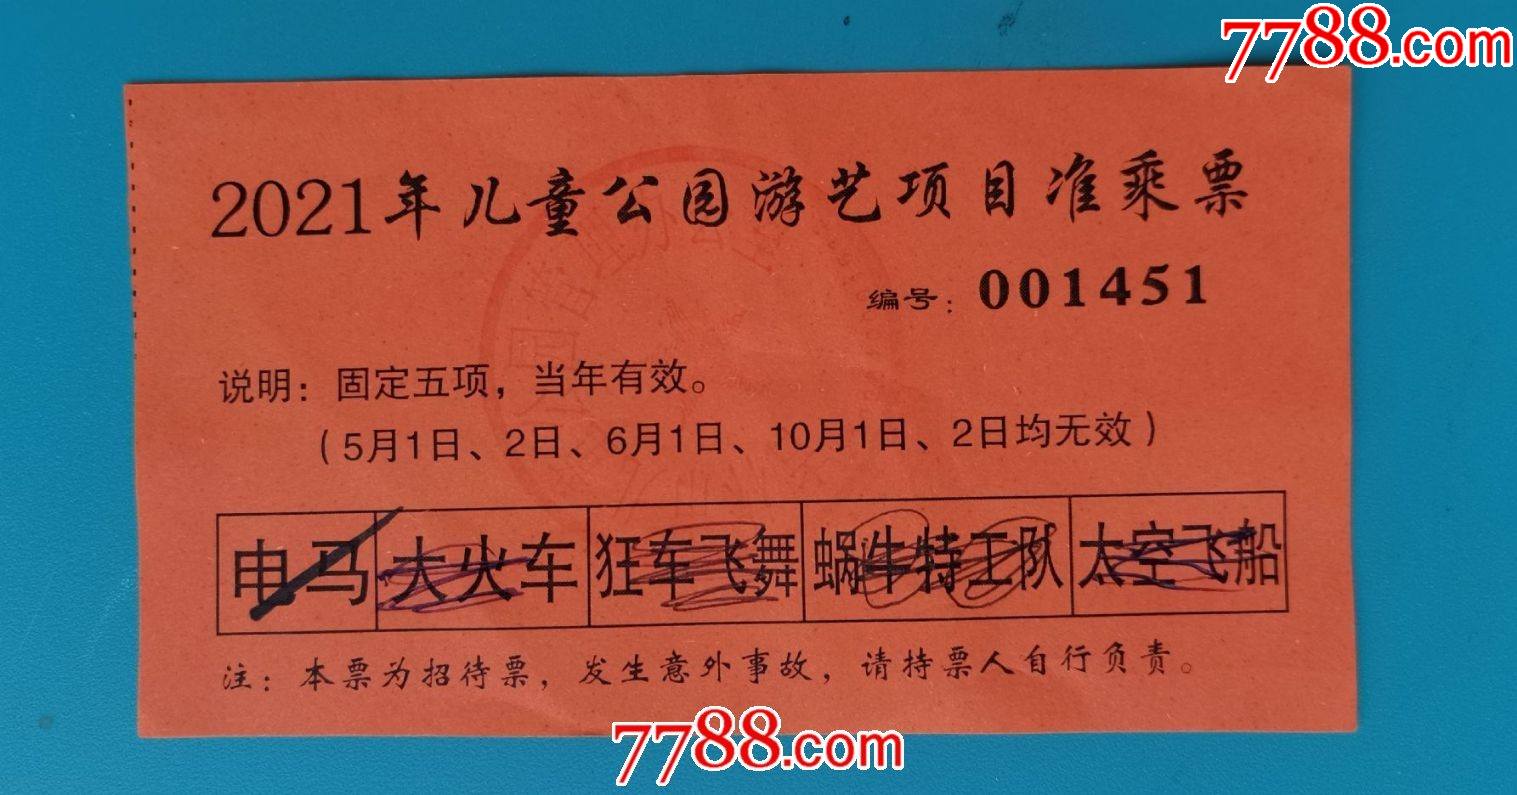 7788.com
2021年儿童公园游艺项目准乘票
编号：001451
说明：固定五项，当年有效。
（5月1日、2日、6月1日、10月1日、2日均无效）
电马 大火车 狂车飞舞 蜗牛特工队 太空飞船
注：本票为招待票，发生意外事故，请持票人自行负责。
7788.com